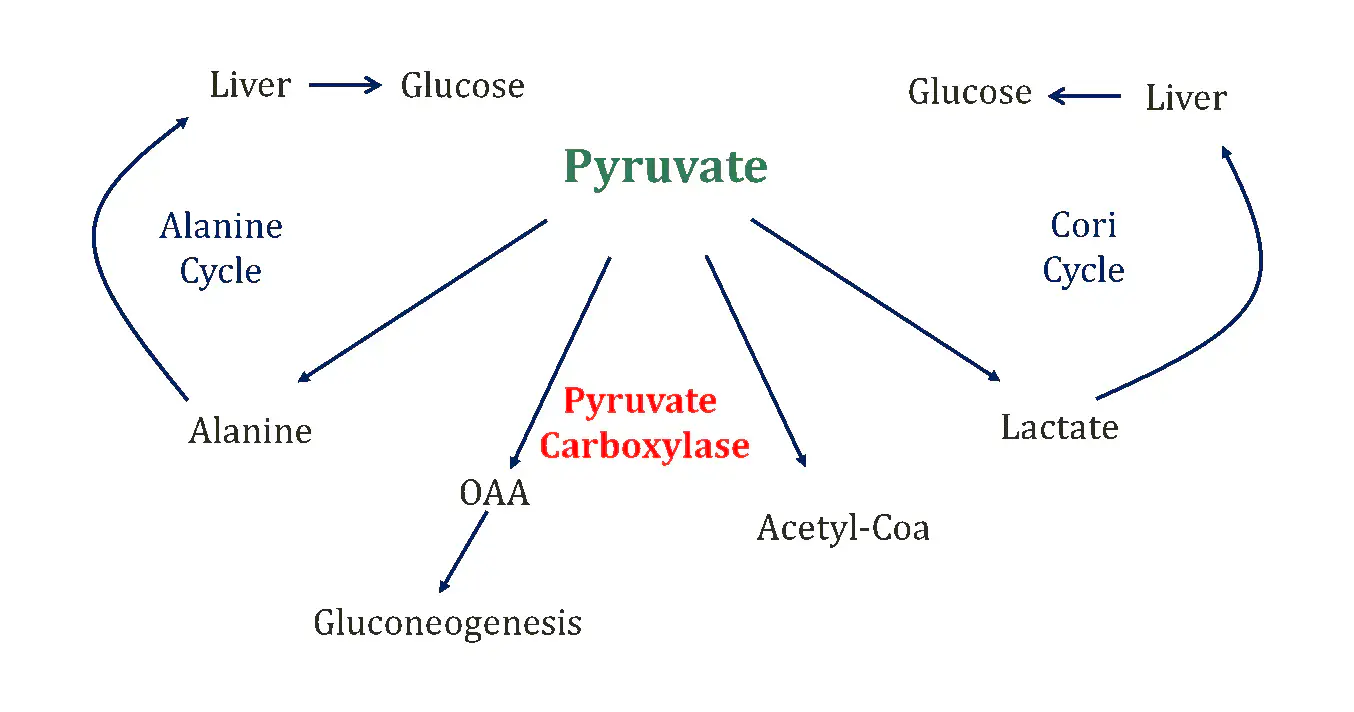 Liver
Glucose
Glucose
Liver
Pyruvate
Alanine
Cycle
Cori
Cycle
Pyruvate
Carboxylase
Alanine
Lactate
OAA
Acetyl-Coa
Gluconeogenesis